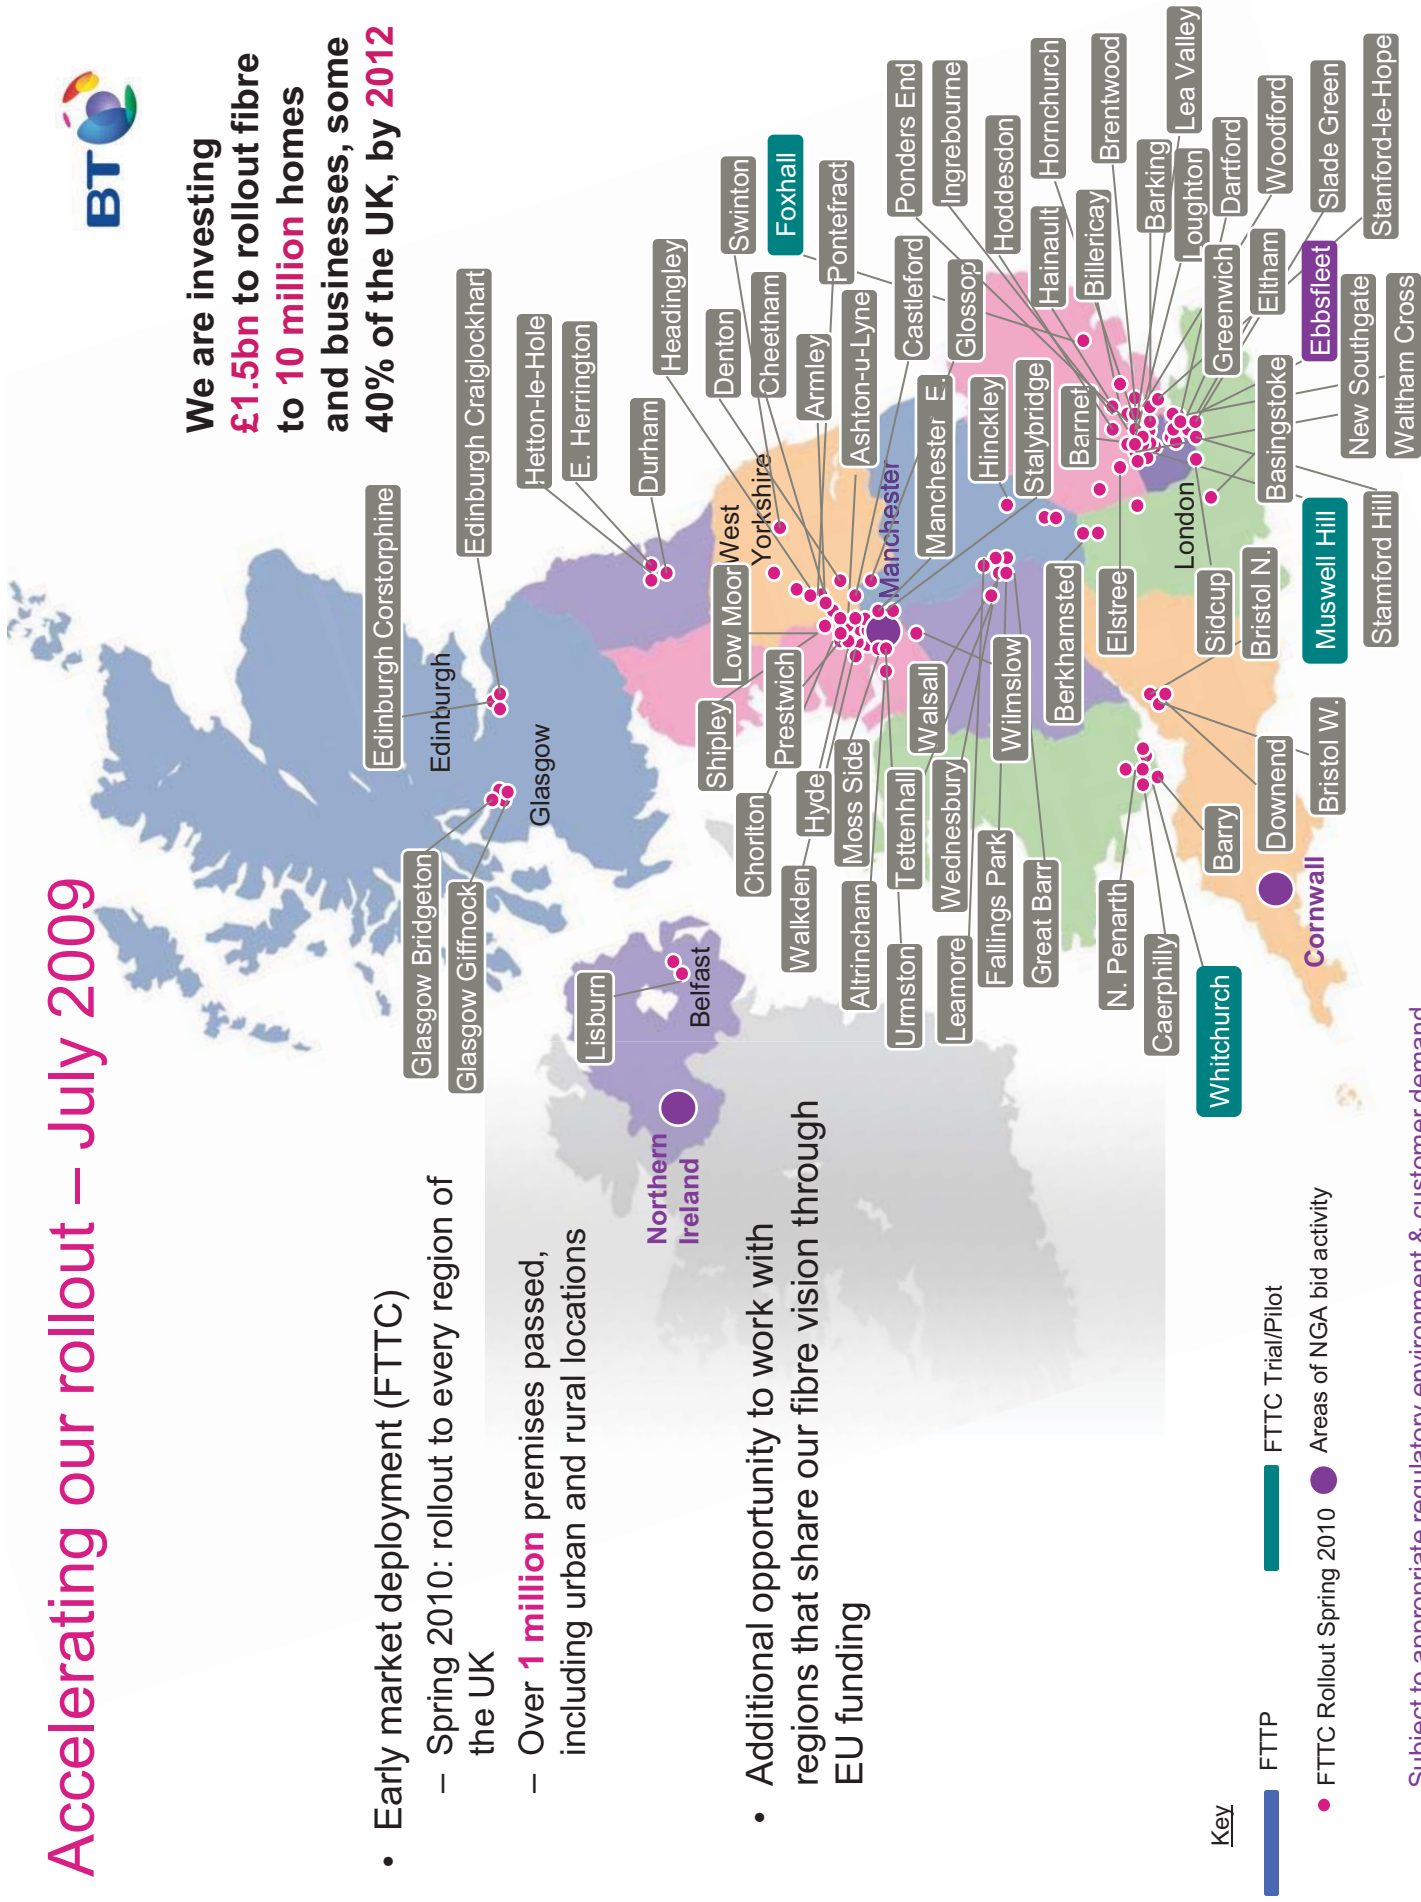 Accelerating our rollout – July 2009
BT
We are investing
£1.5bn to rollout fibre
to 10 million homes
and businesses, some
40% of the UK, by 2012
• Early market deployment (FTTC)
– Spring 2010: rollout to every region of
the UK
– Over 1 million premises passed,
including urban and rural locations
• Additional opportunity to work with
regions that share our fibre vision through
EU funding
Edinburgh Corstorphine
Edinburgh Craiglockhart
Edinburgh
Glasgow Bridgeton
Glasgow Giffnock
Glasgow
Hetton-le-Hole
E. Herrington
Durham
Lisburn
Belfast
Northern
Ireland
Headingley
Swinton
Denton
Cheetham
Foxhall
Armley
Pontefract
Ashton-u-Lyne
Castleford
Glossop
Manchester E.
West
Yorkshire
Low Moor
Manchester
Shipley
Prestwich
Chorlton
Hyde
Walkden
Moss Side
Altrincham
Tettenhall
Urmston
Walsall
Wednesbury
Leamore
Fallings Park
Wilmslow
Great Barr
Hinckley
Stalybridge
Barnet
Berkhamsted
Elstree
London
Ponders End
Ingrebourne
Hoddesdon
Hainault
Hornchurch
Billericay
Brentwood
Barking
Lea Valley
Loughton
Dartford
Greenwich
Woodford
Eltham
Slade Green
Ebbsfleet
Stanford-le-Hope
Basingstoke
New Southgate
Waltham Cross
Sidcup
Bristol N.
Muswell Hill
Stamford Hill
N. Penarth
Caerphilly
Whitchurch
Barry
Downend
Bristol W.
Cornwall
Key
FTTP
FTTC Trial/Pilot
FTTC Rollout Spring 2010
Areas of NGA bid activity
Subject to appropriate regulatory environment & customer demand